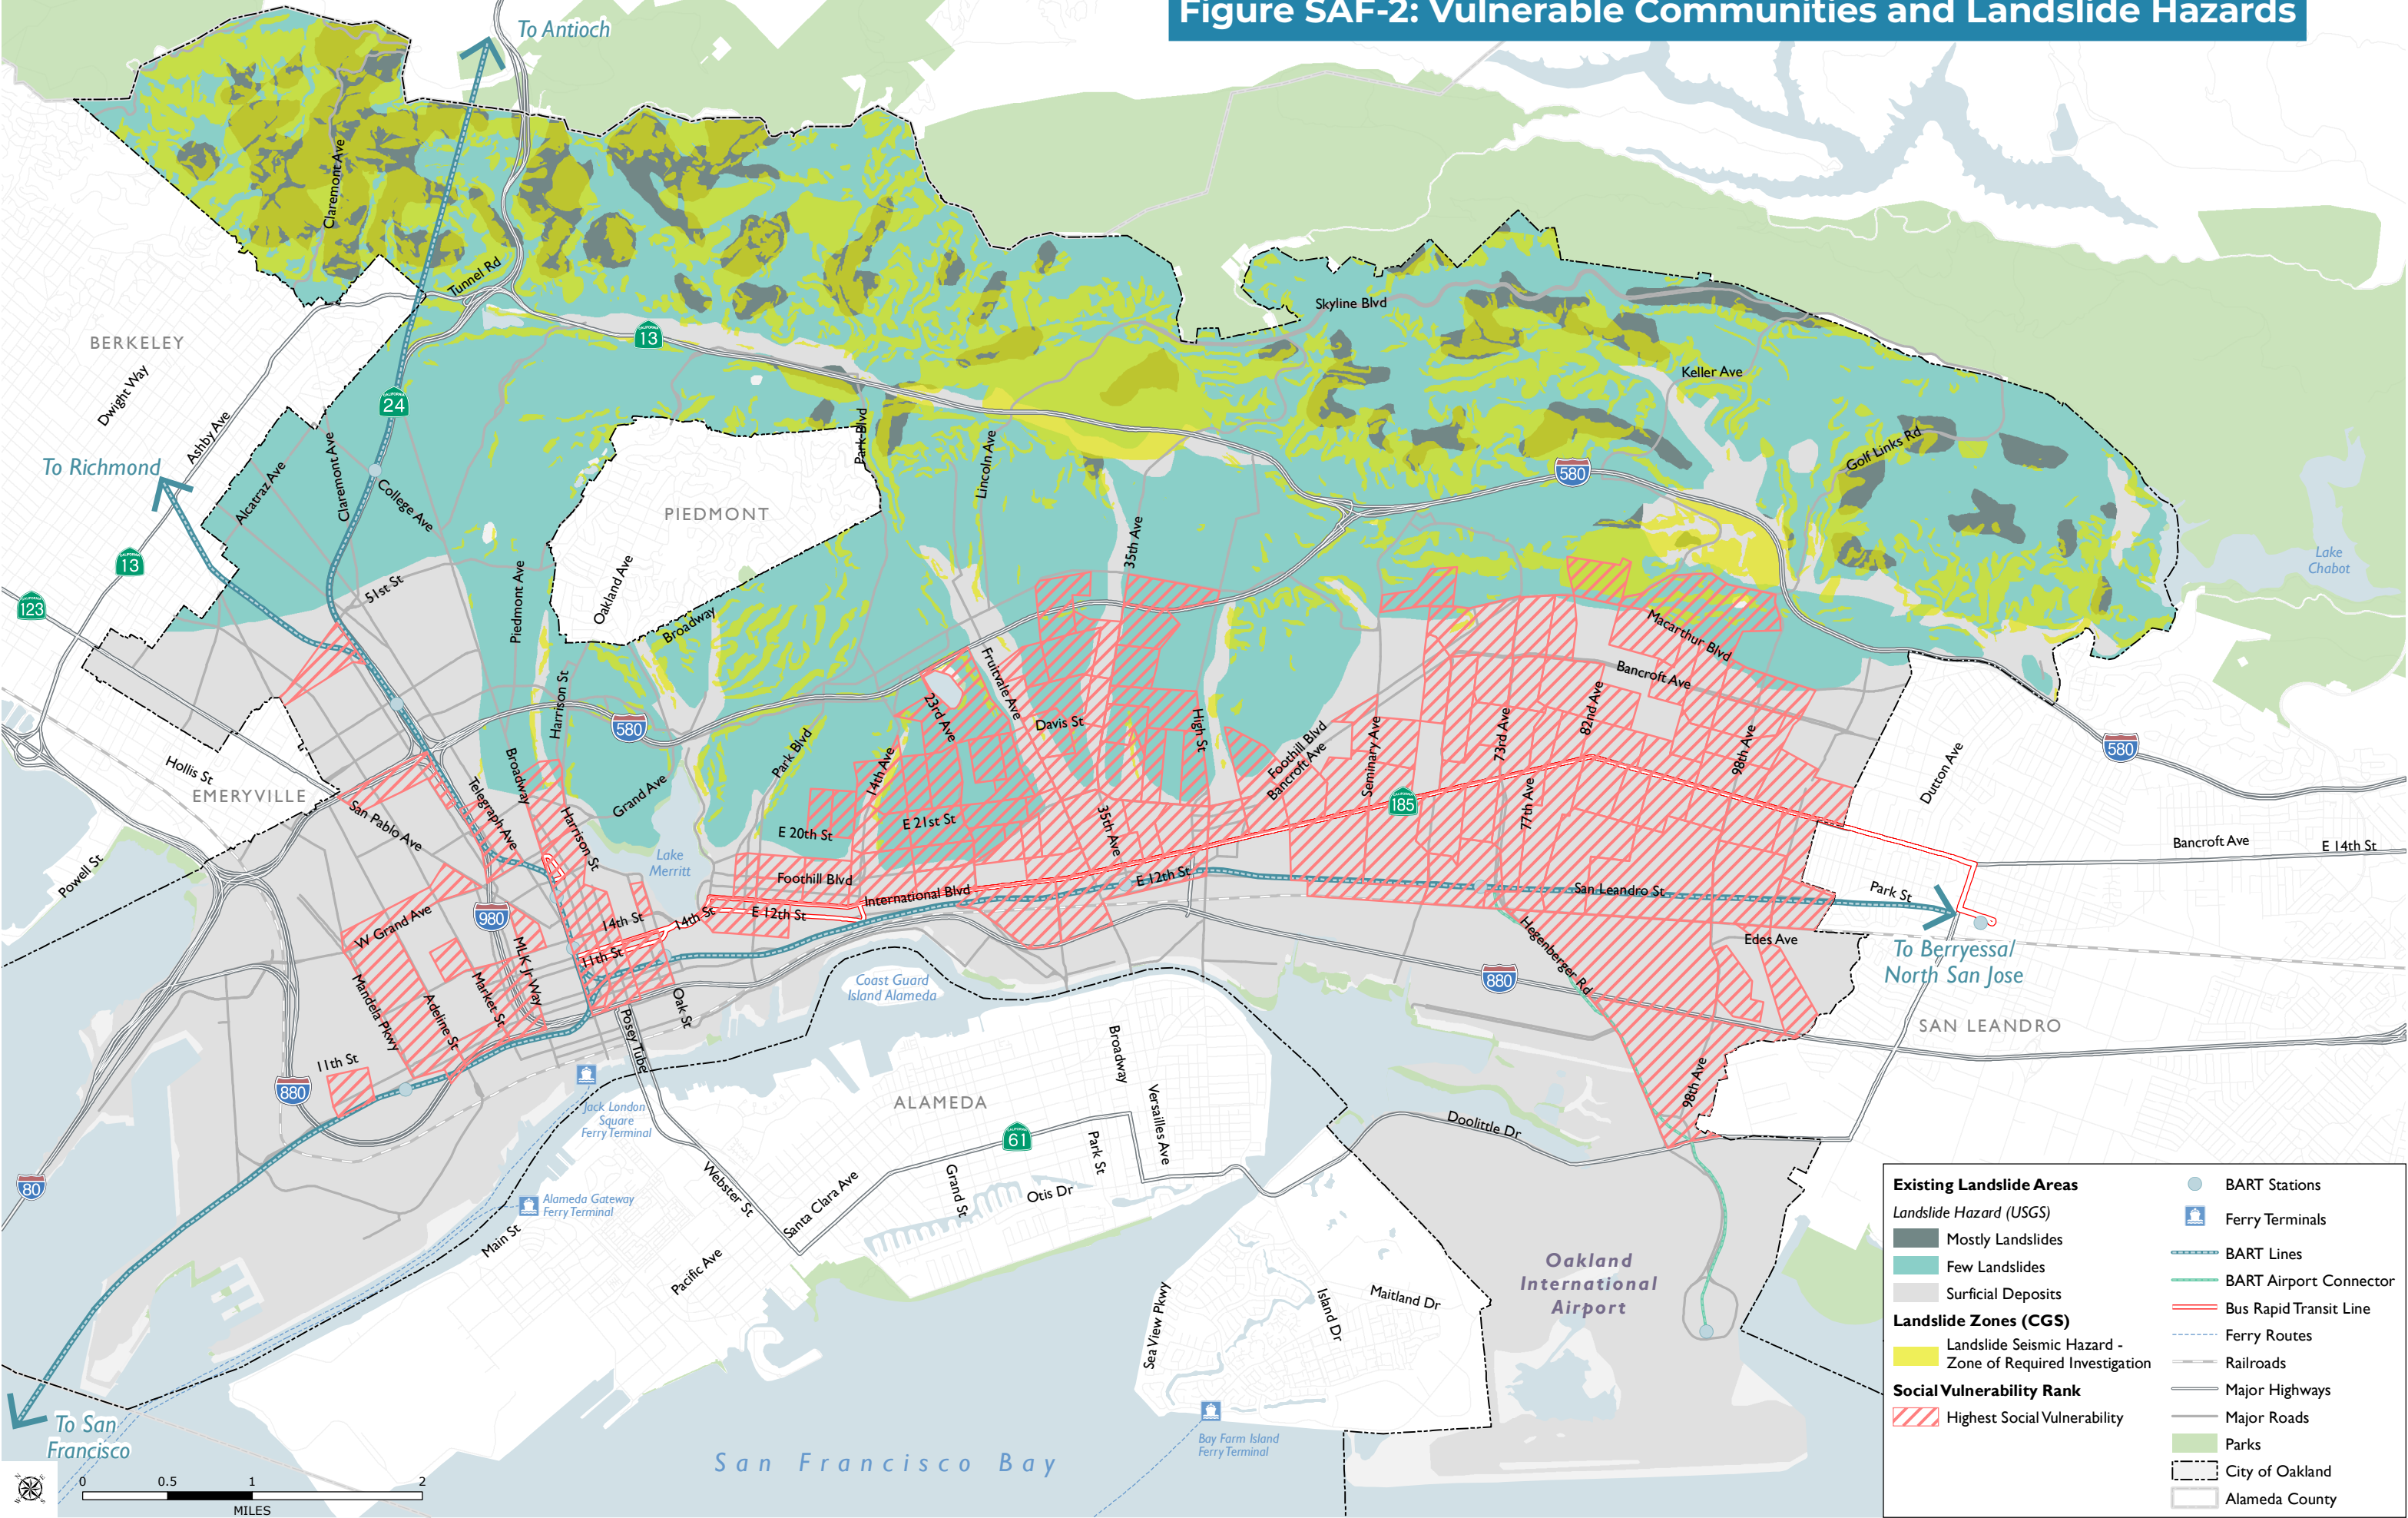 Figure SAF-2: Vulnerable Communities and Landslide Hazards
To Antioch
Claremont Ave
Tunnel Rd
13
Skyline Blvd
BERKELEY
Dwight Way
Ashby Ave
24
Keller Ave
To Richmond
Alcatraz Ave
Claremont Ave
College Ave
Park Blvd
Lincoln Ave
Golf Links Rd
580
PIEDMONT
35th Ave
Lake
Chabot
13
123
51st St
Piedmont Ave
Oakland Ave
Broadway
Macarthur Blvd
Bancroft Ave
Fruitvale Ave
23rd Ave
Davis St
High St
Harrison St
580
Park Blvd
14th Ave
Foothill Blvd
Bancroft Ave
Seminary Ave
73rd Ave
82nd Ave
98th Ave
77th Ave
580
Dutton Ave
Hollis St
EMERYVILLE
San Pablo Ave
Telegraph Ave
Broadway
Harrison St
Grand Ave
E 20th St
E 21st St
35th Ave
185
Bancroft Ave
E 14th St
Powell St
Lake
Merritt
Foothill Blvd
International Blvd
E 12th St
E 12th St
San Leandro St
Park St
W Grand Ave
980
14th St
14th St
11th St
MLK Jr Way
Market St
Adeline St
Mandela Pkwy
Oak St
Posey Tube
Coast Guard
Island Alameda
Hegenberger Rd
880
Edes Ave
To Berryessa/
North San Jose
SAN LEANDRO
11th St
880
Jack London
Square
Ferry Terminal
ALAMEDA
Broadway
Versailles Ave
Park St
61
Doolittle Dr
98th Ave
80
Alameda Gateway
Ferry Terminal
Main St
Webster St
Santa Clara Ave
Grand St
Otis Dr
Pacific Ave
Sea View Pkwy
Island Dr
Maitland Dr
Oakland
International
Airport
Bay Farm Island
Ferry Terminal
San Francisco Bay
To San
Francisco
N
E
S
W
0
0.5
1
2
MILES
Existing Landslide Areas
Landslide Hazard (USGS)
Mostly Landslides
Few Landslides
Surficial Deposits
Landslide Zones (CGS)
Landslide Seismic Hazard -
Zone of Required Investigation
Social Vulnerability Rank
Highest Social Vulnerability
BART Stations
Ferry Terminals
BART Lines
BART Airport Connector
Bus Rapid Transit Line
Ferry Routes
Railroads
Major Highways
Major Roads
Parks
City of Oakland
Alameda County